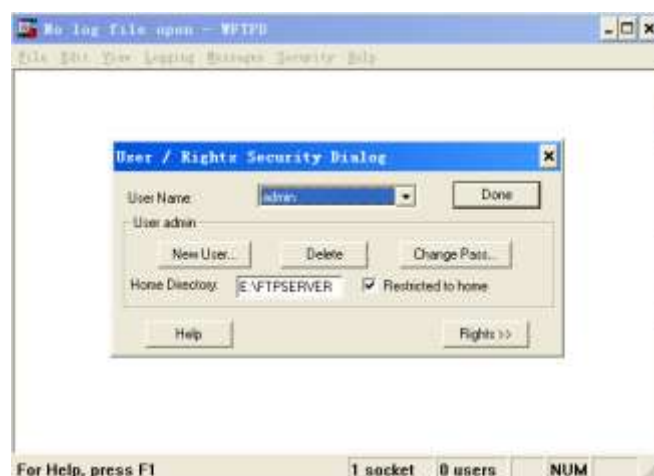 No log file open - WFTPD
File Edit View Logging Messages Security Help
User / Rights Security Dialog
User Name: admin Done
User admin
New User... Delete Change Pass...
Home Directory: E:\FTPSERVER Restricted to home
Help Rights >>
For Help, press F1 1 socket 0 users NUM